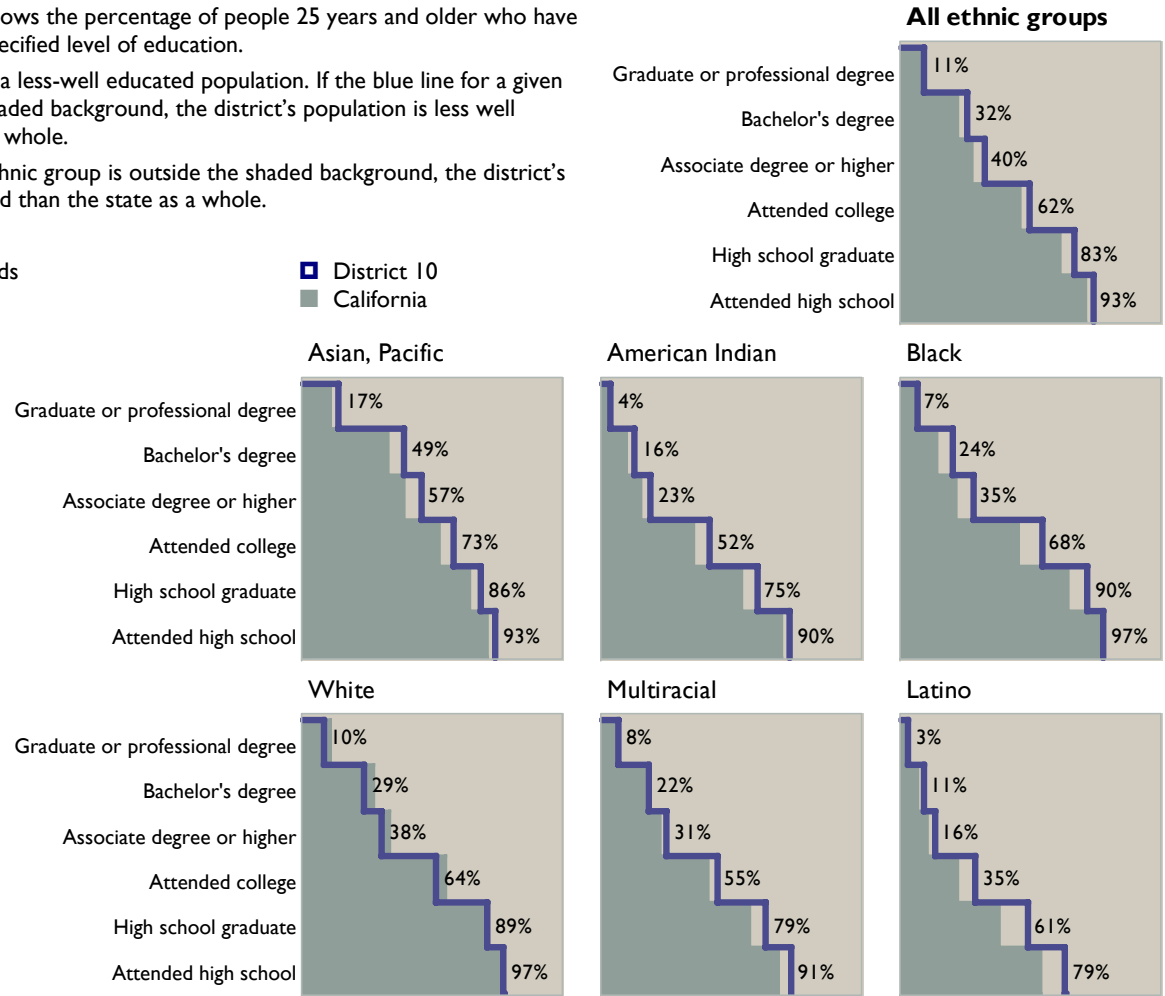 ows the percentage of people 25 years and older who have
ecified level of education.
a less-well educated population. If the blue line for a given
aded background, the district's population is less well
whole.
hnic group is outside the shaded background, the district's
d than the state as a whole.
ds
District 10
California
All ethnic groups
Graduate or professional degree
11%
Bachelor's degree
32%
Associate degree or higher
40%
Attended college
62%
High school graduate
83%
Attended high school
93%
Asian, Pacific
Graduate or professional degree
17%
Bachelor's degree
49%
Associate degree or higher
57%
Attended college
73%
High school graduate
86%
Attended high school
93%
American Indian
4%
16%
23%
52%
75%
90%
Black
7%
24%
35%
68%
90%
97%
White
Graduate or professional degree
10%
Bachelor's degree
29%
Associate degree or higher
38%
Attended college
64%
High school graduate
89%
Attended high school
97%
Multiracial
8%
22%
31%
55%
79%
91%
Latino
3%
11%
16%
35%
61%
79%